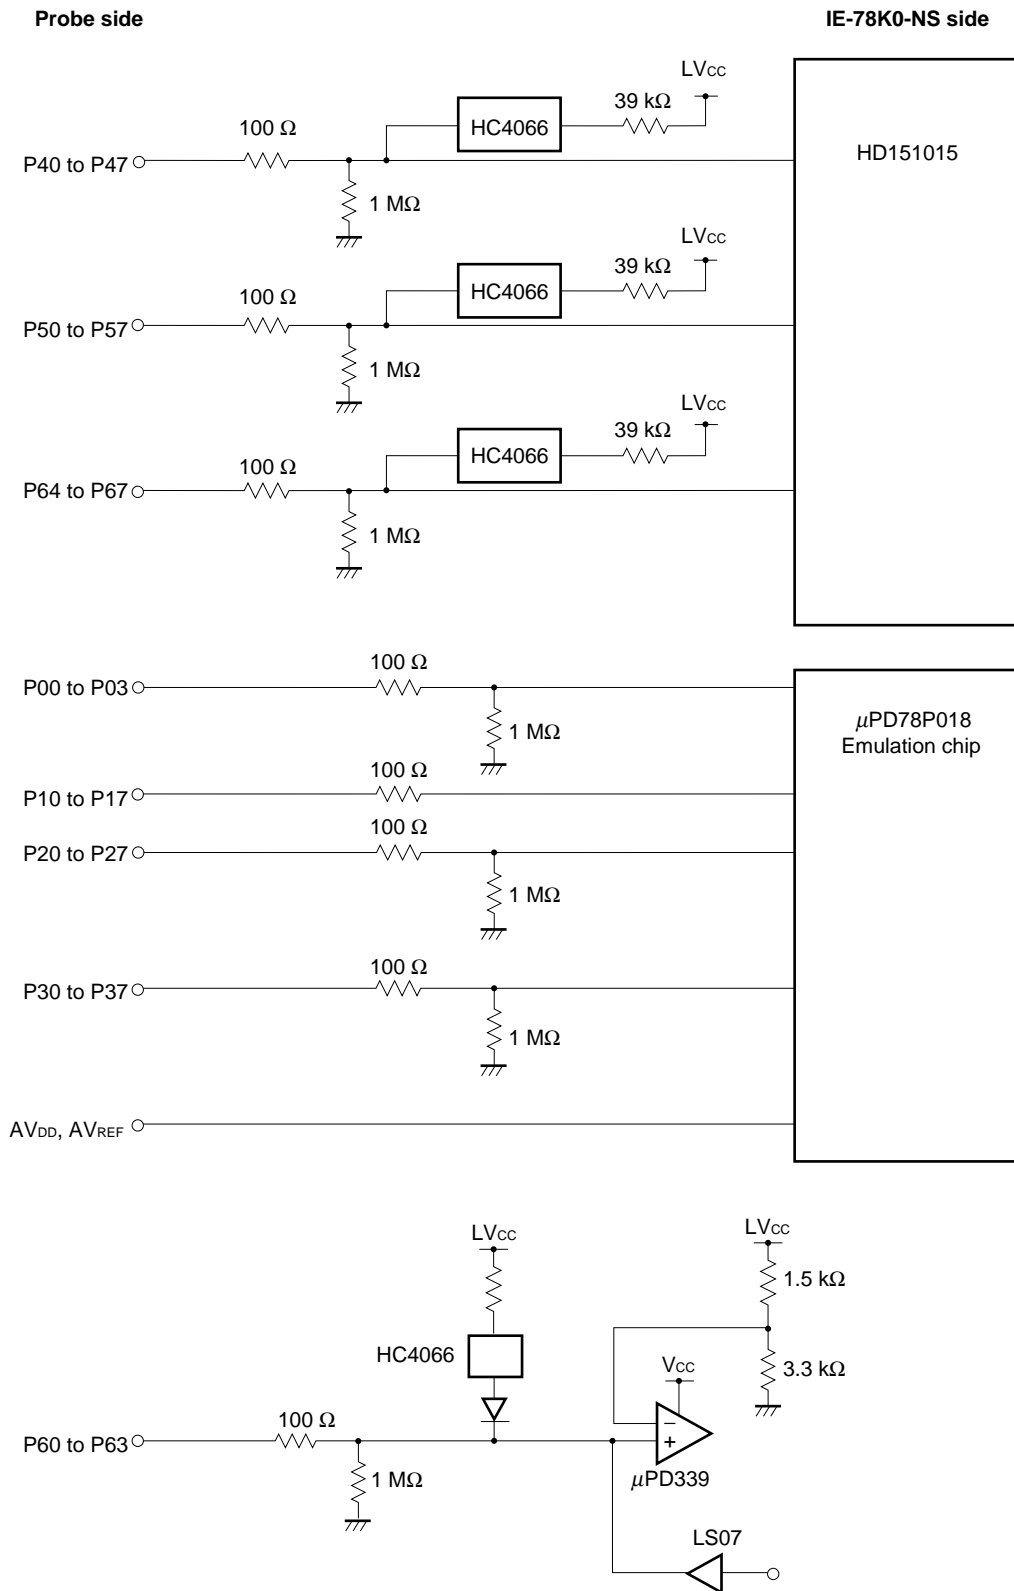 Probe side
IE-78K0-NS side
LVCC
39 kΩ
HC4066
100 Ω
P40 to P47
HD151015
1 MΩ
LVCC
39 kΩ
HC4066
100 Ω
P50 to P57
1 MΩ
LVCC
39 kΩ
HC4066
100 Ω
P64 to P67
1 MΩ
100 Ω
P00 to P03
1 MΩ
μPD78P018
Emulation chip
100 Ω
P10 to P17
100 Ω
P20 to P27
1 MΩ
100 Ω
P30 to P37
1 MΩ
AVDD, AVREF
LVCC
LVCC
1.5 kΩ
HC4066
VCC
3.3 kΩ
100 Ω
P60 to P63
−
+
1 MΩ
μPD339
LS07